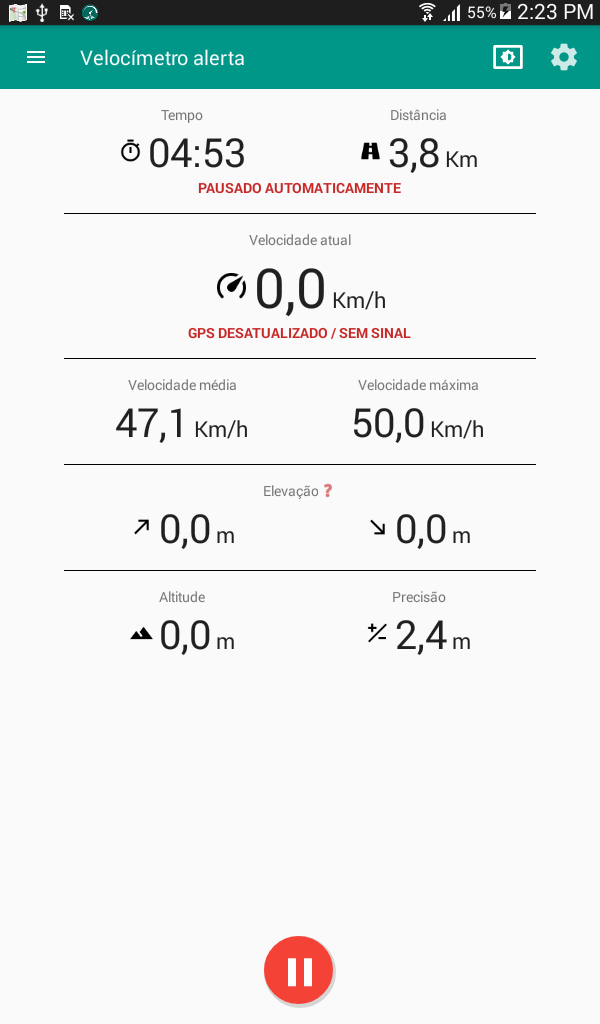 55% 2:23 PM
Velocímetro alerta
Tempo Distância
04:53 3,8 Km
PAUSADO AUTOMATICAMENTE
Velocidade atual
0,0 Km/h
GPS DESATUALIZADO / SEM SINAL
Velocidade média Velocidade máxima
47,1 Km/h 50,0 Km/h
Elevação ❓
0,0 m 0,0 m
Altitude Precisão
0,0 m 2,4 m